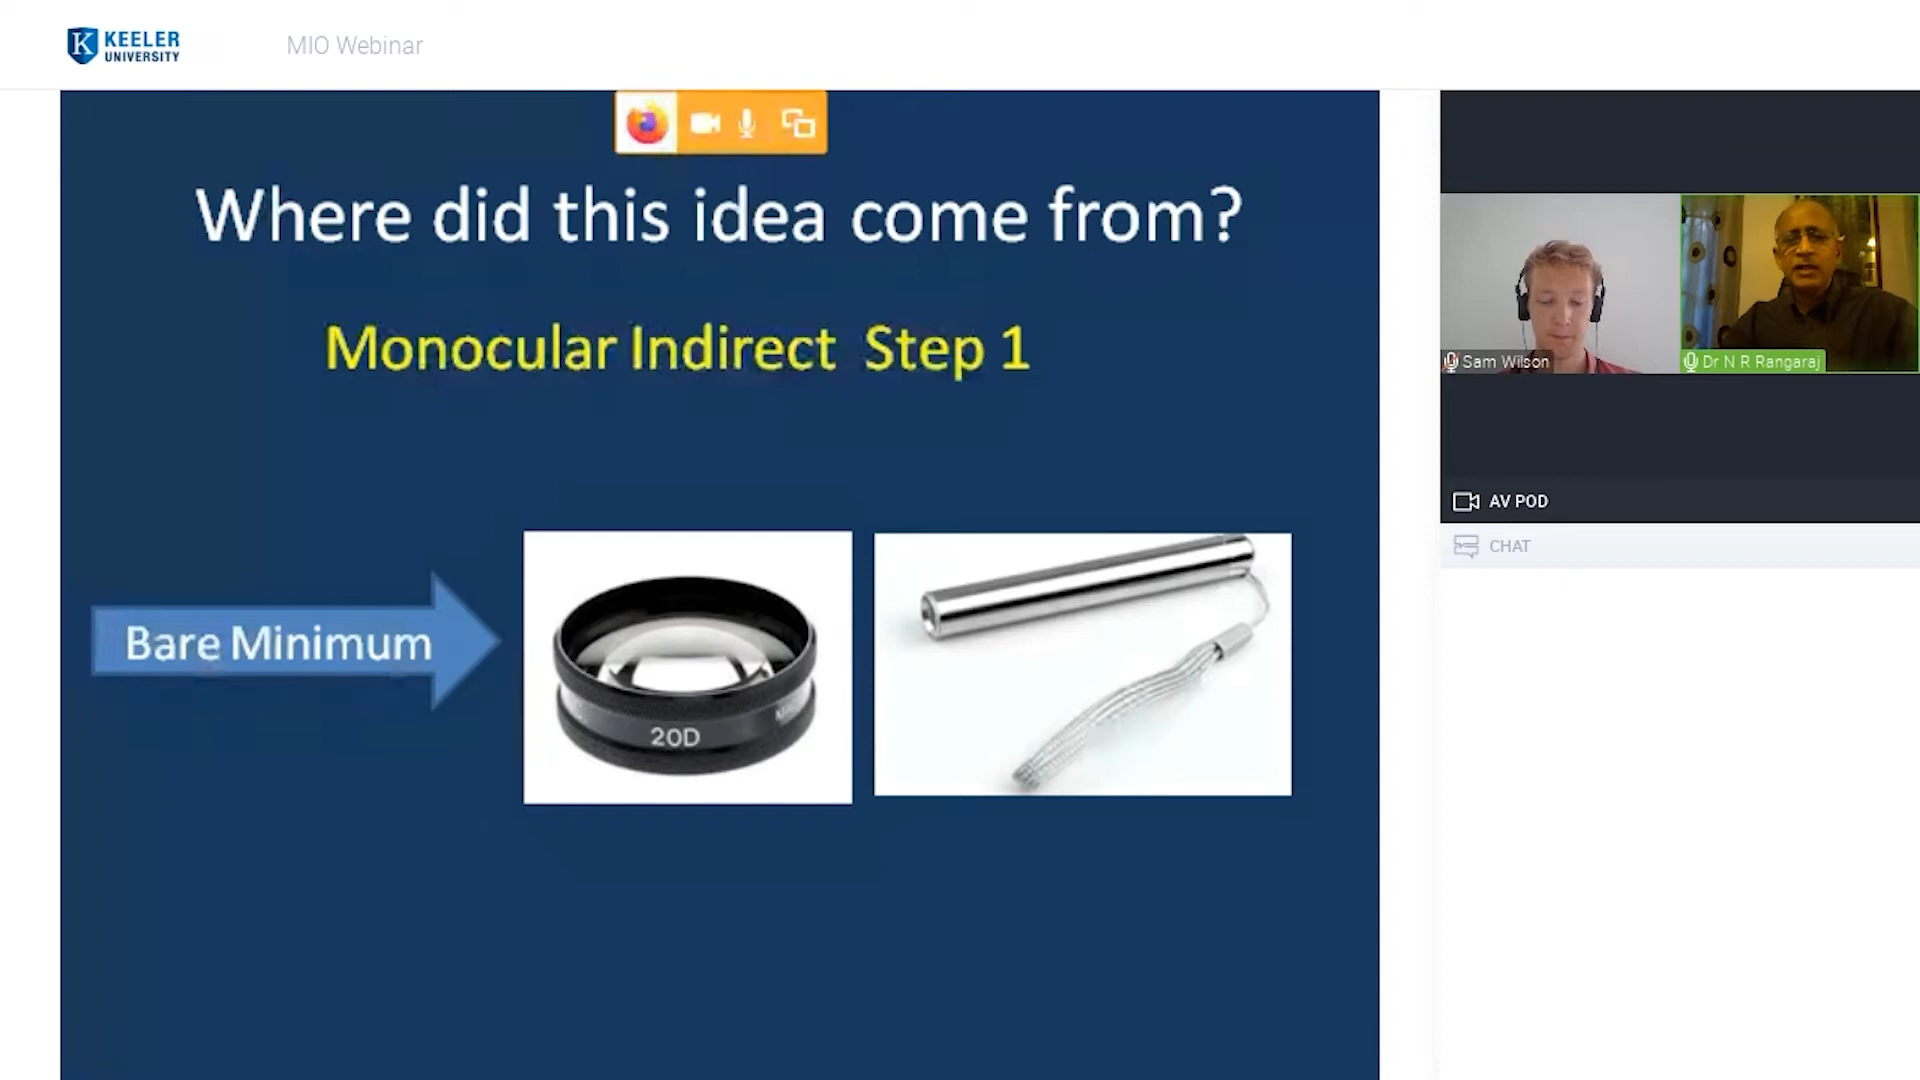 KEELER
UNIVERSITY
MIO Webinar
Where did this idea come from?
Monocular Indirect Step 1
Bare Minimum
20D
Sam Wilson
Dr N R Rangaraj
AV POD
CHAT